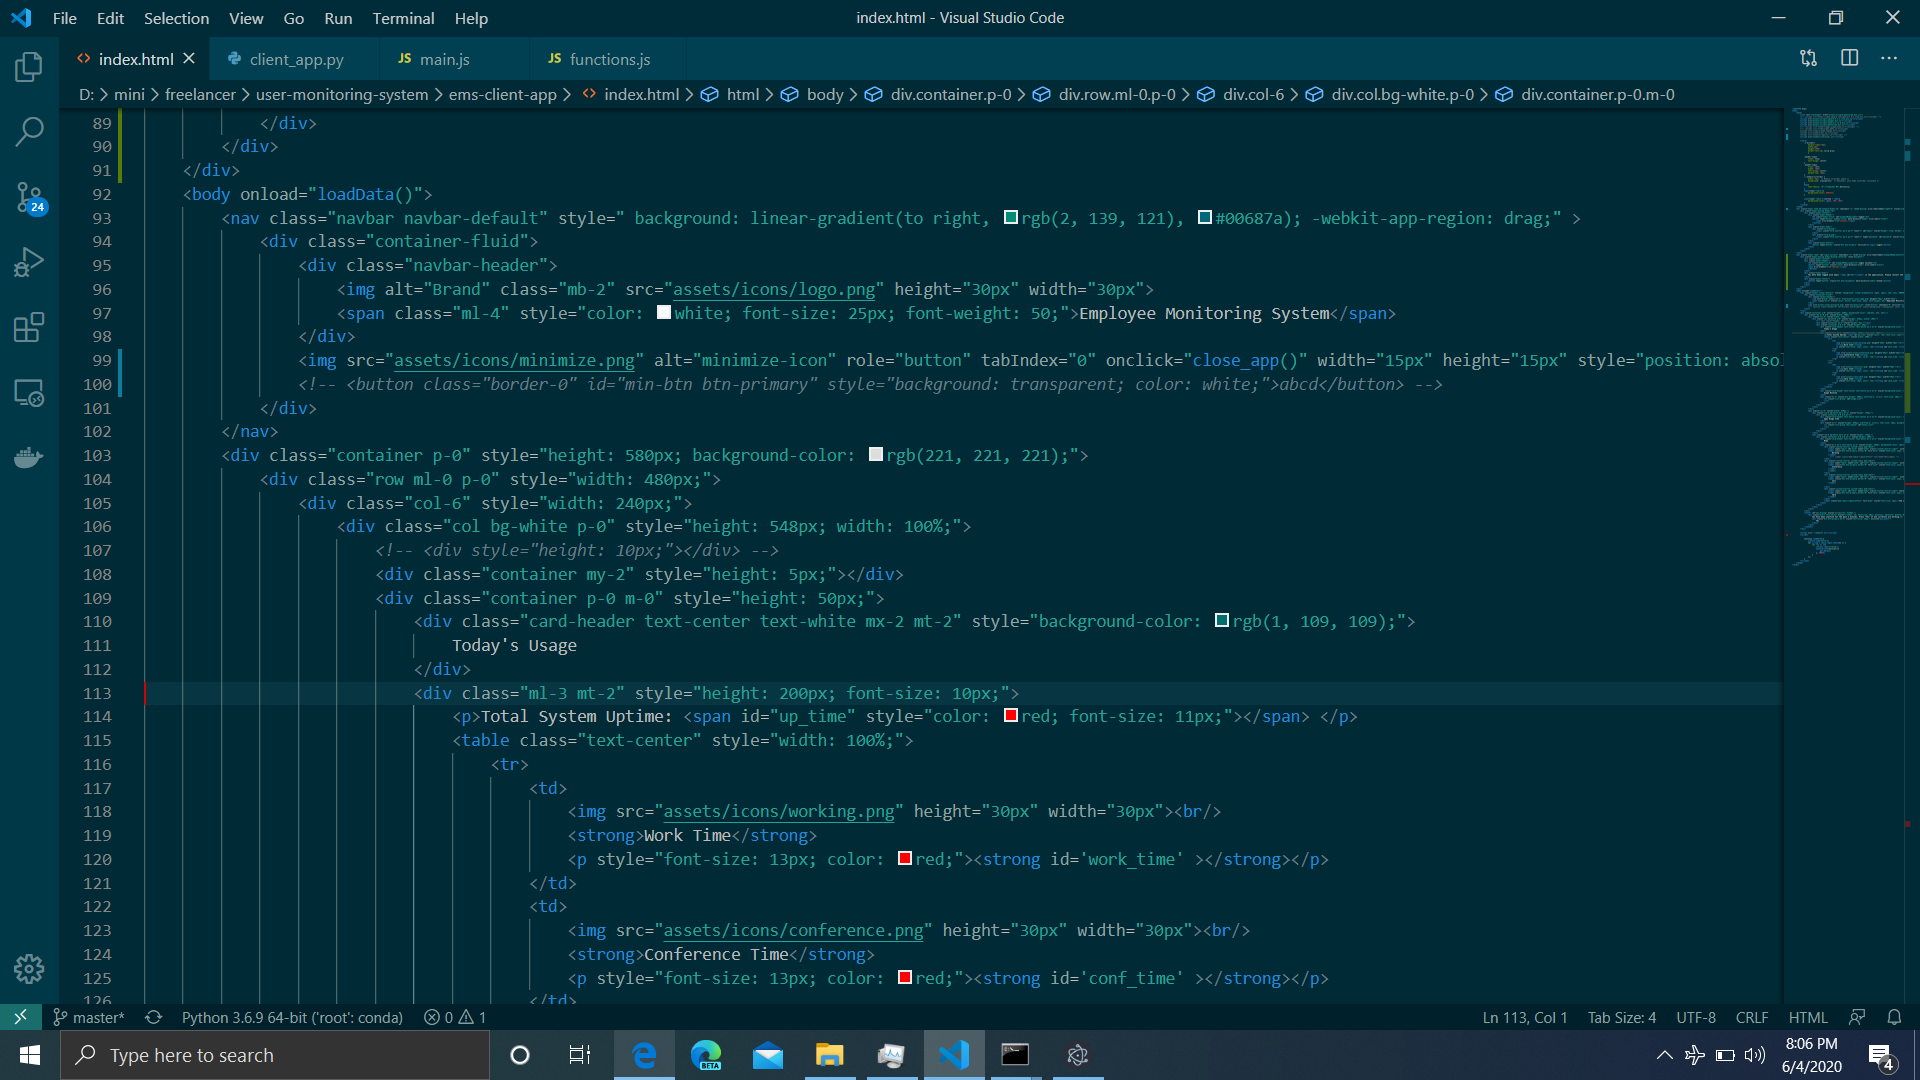 File Edit Selection View Go Run Terminal Help
index.html - Visual Studio Code
index.html
client_app.py
JS main.js
JS functions.js
D: > mini > freelancer > user-monitoring-system > ems-client-app > index.html > html > body > div.container.p-0 > div.row.ml-0.p-0 > div.col-6 > div.col.bg-white.p-0 > div.container.p-0.m-0
89 </div>
90 </div>
91 </div>
92 <body onload="loadData()">
93 <nav class="navbar navbar-default" style=" background: linear-gradient(to right, rgb(2, 139, 121), #00687a); -webkit-app-region: drag;" >
94 <div class="container-fluid">
95 <div class="navbar-header">
96 <img alt="Brand" class="mb-2" src="assets/icons/logo.png" height="30px" width="30px">
97 <span class="ml-4" style="color: white; font-size: 25px; font-weight: 50;">Employee Monitoring System</span>
98 </div>
99 <img src="assets/icons/minimize.png" alt="minimize-icon" role="button" tabIndex="0" onclick="close_app()" width="15px" height="15px" style="position: absol
100 <!-- <button class="border-0" id="min-btn btn-primary" style="background: transparent; color: white;">abcd</button> -->
101 </div>
102 </nav>
103 <div class="container p-0" style="height: 580px; background-color: rgb(221, 221, 221);">
104 <div class="row ml-0 p-0" style="width: 480px;">
105 <div class="col-6" style="width: 240px;">
106 <div class="col bg-white p-0" style="height: 548px; width: 100%;">
107 <!-- <div style="height: 10px;"></div> -->
108 <div class="container my-2" style="height: 5px;"></div>
109 <div class="container p-0 m-0" style="height: 50px;">
110 <div class="card-header text-center text-white mx-2 mt-2" style="background-color: rgb(1, 109, 109);">
111 Today's Usage
112 </div>
113 <div class="ml-3 mt-2" style="height: 200px; font-size: 10px;">
114 <p>Total System Uptime: <span id="up_time" style="color: red; font-size: 11px;"></span> </p>
115 <table class="text-center" style="width: 100%;">
116 <tr>
117 <td>
118 <img src="assets/icons/working.png" height="30px" width="30px"><br/>
119 <strong>Work Time</strong>
120 <p style="font-size: 13px; color: red;"><strong id='work_time' ></strong></p>
121 </td>
122 <td>
123 <img src="assets/icons/conference.png" height="30px" width="30px"><br/>
124 <strong>Conference Time</strong>
125 <p style="font-size: 13px; color: red;"><strong id='conf_time' ></strong></p>
126 </td>
24
master* Python 3.6.9 64-bit ('root': conda) 0 1 Ln 113, Col 1 Tab Size: 4 UTF-8 CRLF HTML
Type here to search
BETA
8:06 PM
6/4/2020
4